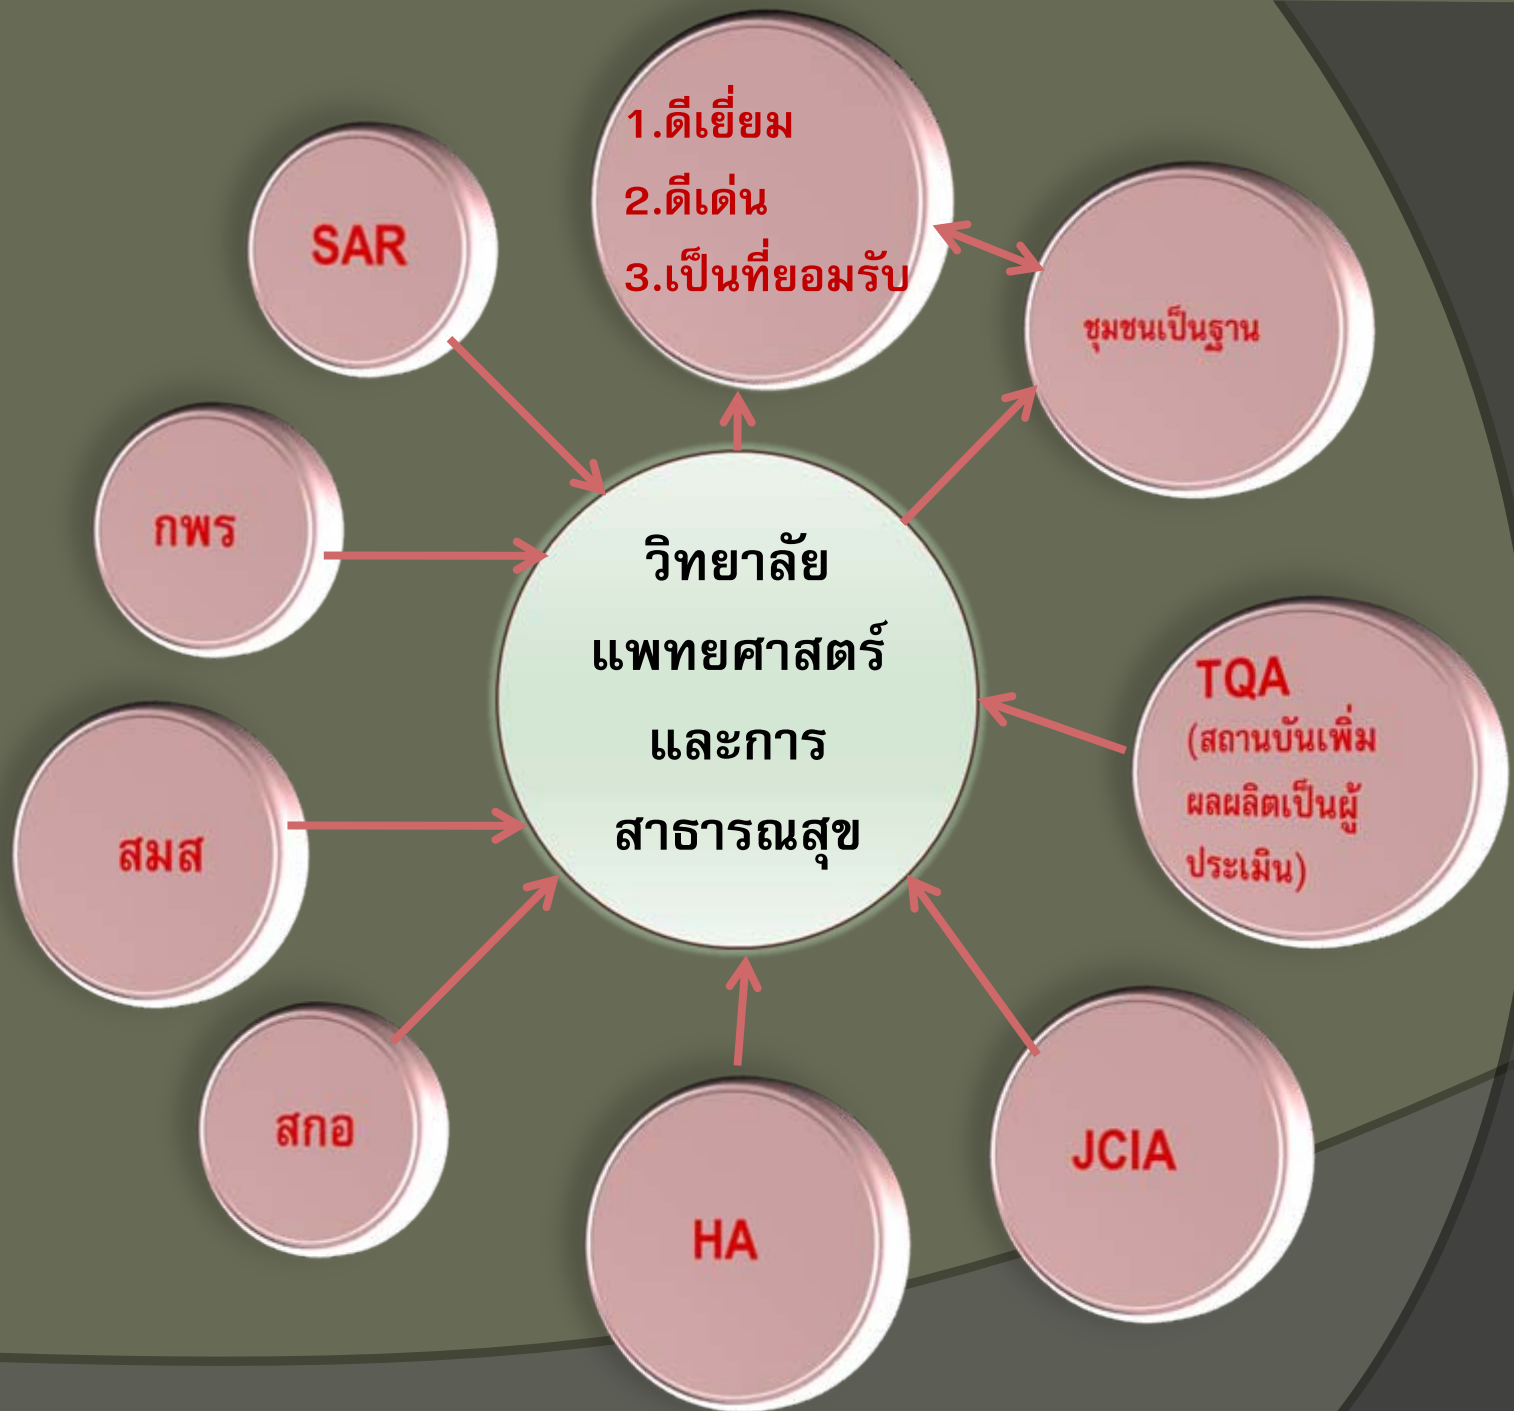 1.ดีเยี่ยม
2.ดีเด่น
3.เป็นที่ยอมรับ
SAR
ชุมชนเป็นฐาน
กพร
วิทยาลัย
แพทยศาสตร์
และการ
สาธารณสุข
TQA
(สถานบันเพิ่ม
ผลผลิตเป็นผู้
ประเมิน)
สมส
สกอ
JCIA
HA